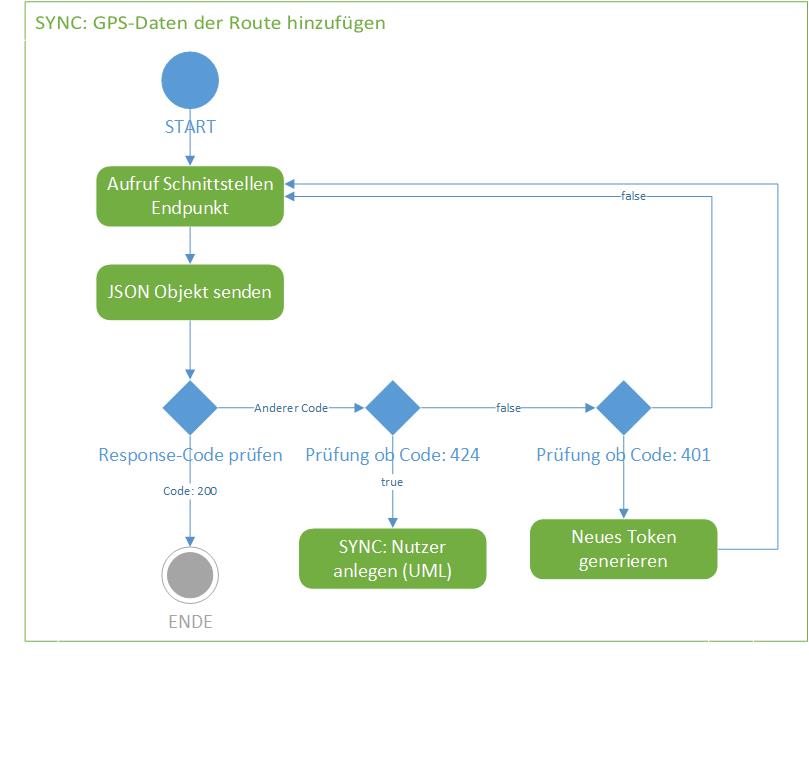 SYNC: GPS-Daten der Route hinzufügen
START
Aufruf Schnittstellen
Endpunkt
false
JSON Objekt senden
Anderer Code
false
Response-Code prüfen
Prüfung ob Code: 424
Prüfung ob Code: 401
Code: 200
true
SYNC: Nutzer
anlegen (UML)
Neues Token
generieren
ENDE